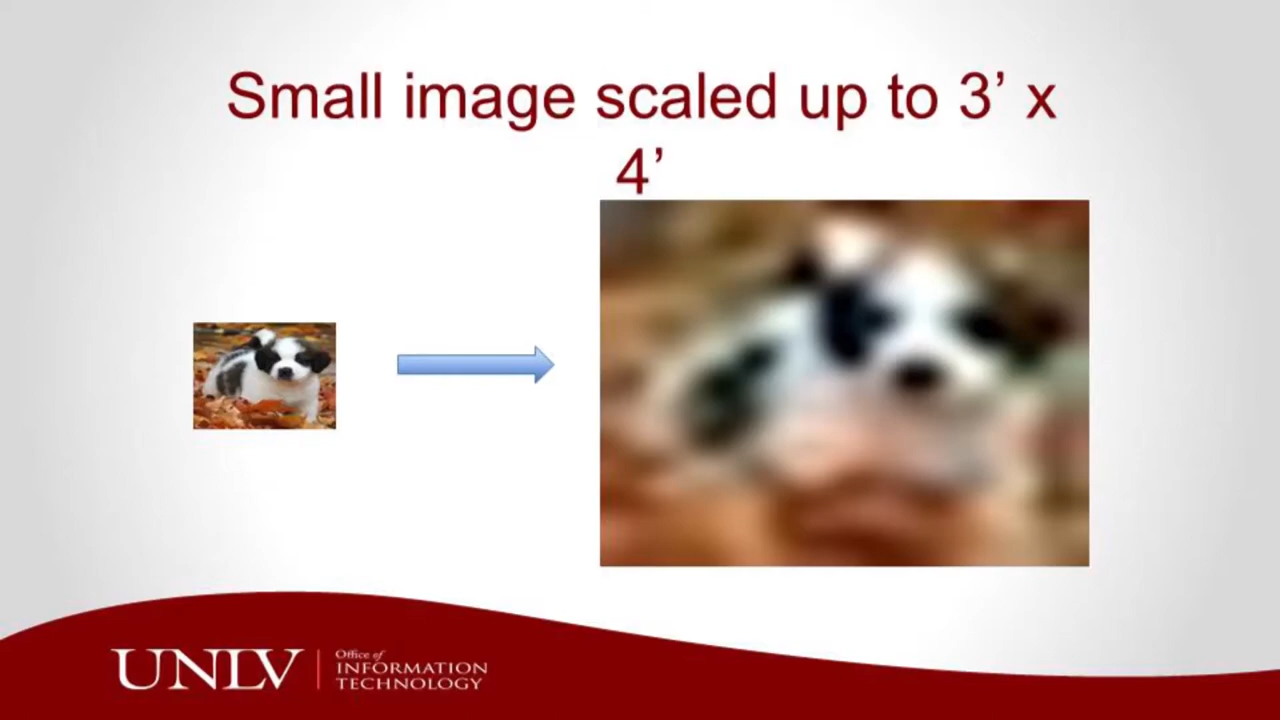 Small image scaled up to 3’ x
4’
UNLV
Office of
INFORMATION
TECHNOLOGY